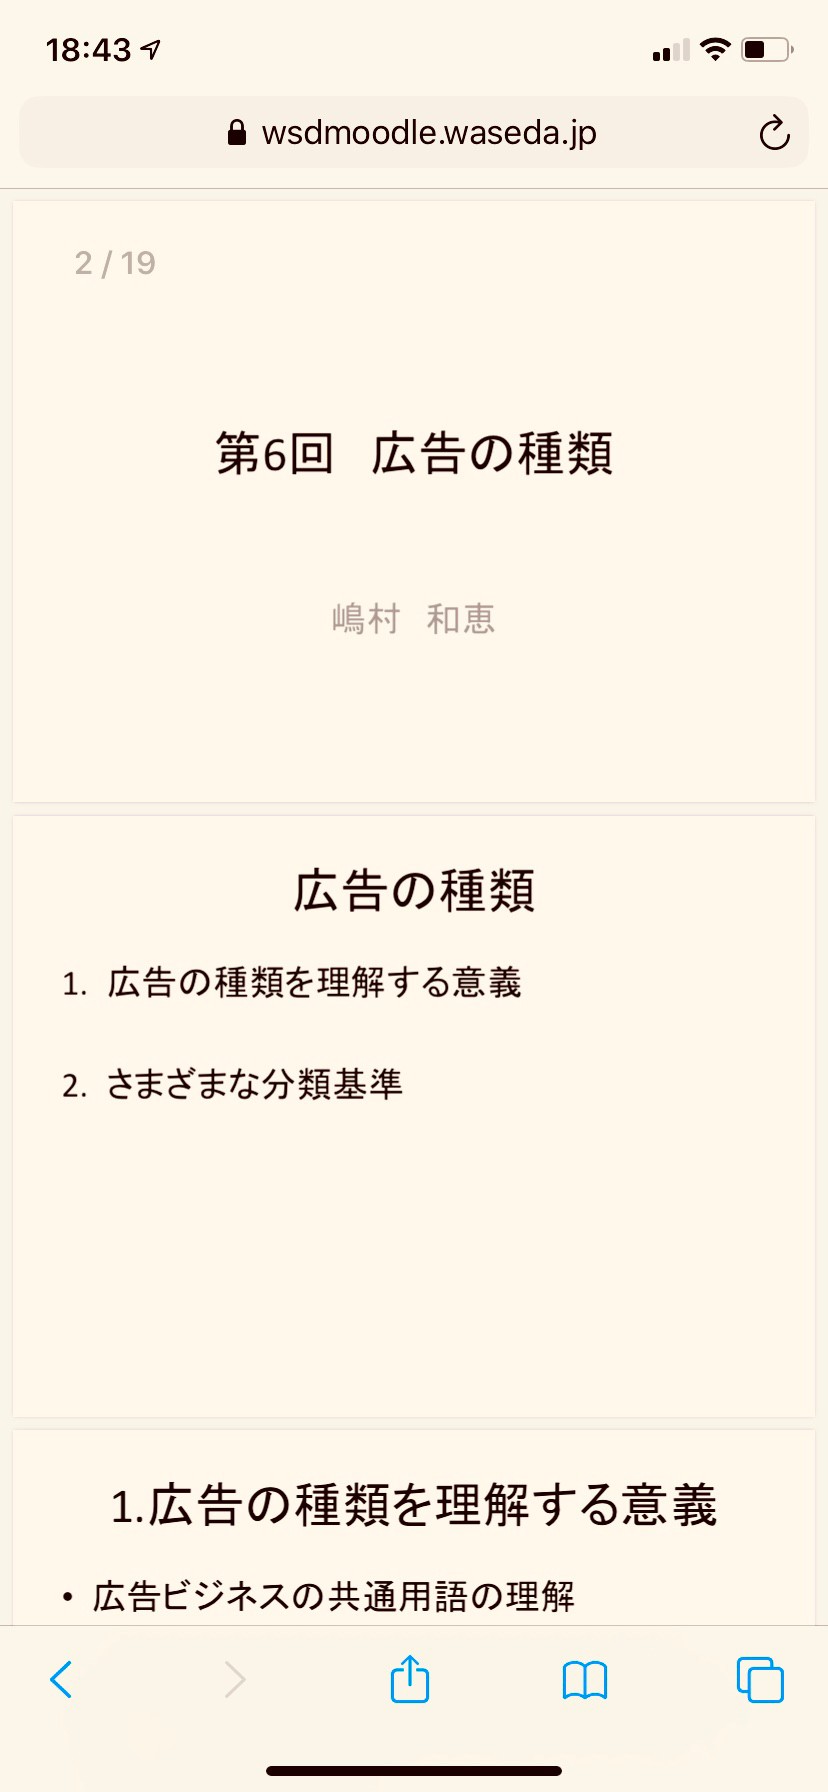 18:43
wsdmoodle.waseda.jp
2 / 19
第6回 広告の種類
嶋村 和恵
広告の種類
1. 広告の種類を理解する意義
2. さまざまな分類基準
1.広告の種類を理解する意義
• 広告ビジネスの共通用語の理解